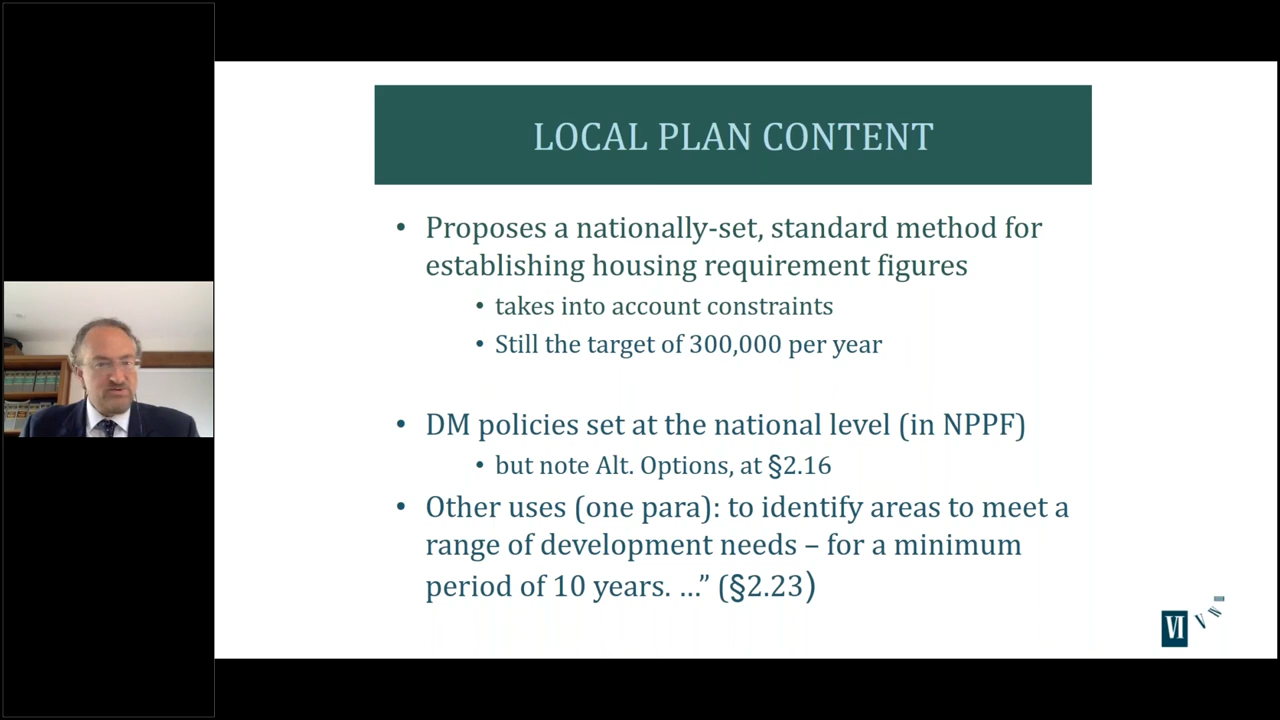 LOCAL PLAN CONTENT
• Proposes a nationally-set, standard method for
establishing housing requirement figures
• takes into account constraints
• Still the target of 300,000 per year
• DM policies set at the national level (in NPPF)
• but note Alt. Options, at §2.16
• Other uses (one para): to identify areas to meet a
range of development needs – for a minimum
period of 10 years. …” (§2.23)
VI